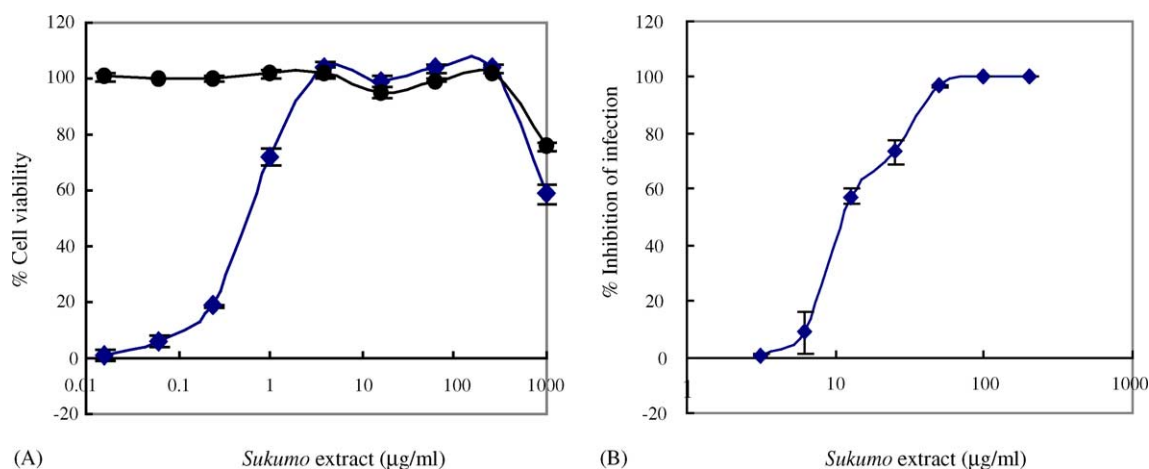 120
100
80
60
40
20
0
-20
% Cell viability
0.01 0.1 1 10 100 1000
(A) Sukumo extract (µg/ml)
120
100
80
60
40
20
0
-20
% Inhibition of infection
1 10 100 1000
(B) Sukumo extract (µg/ml)